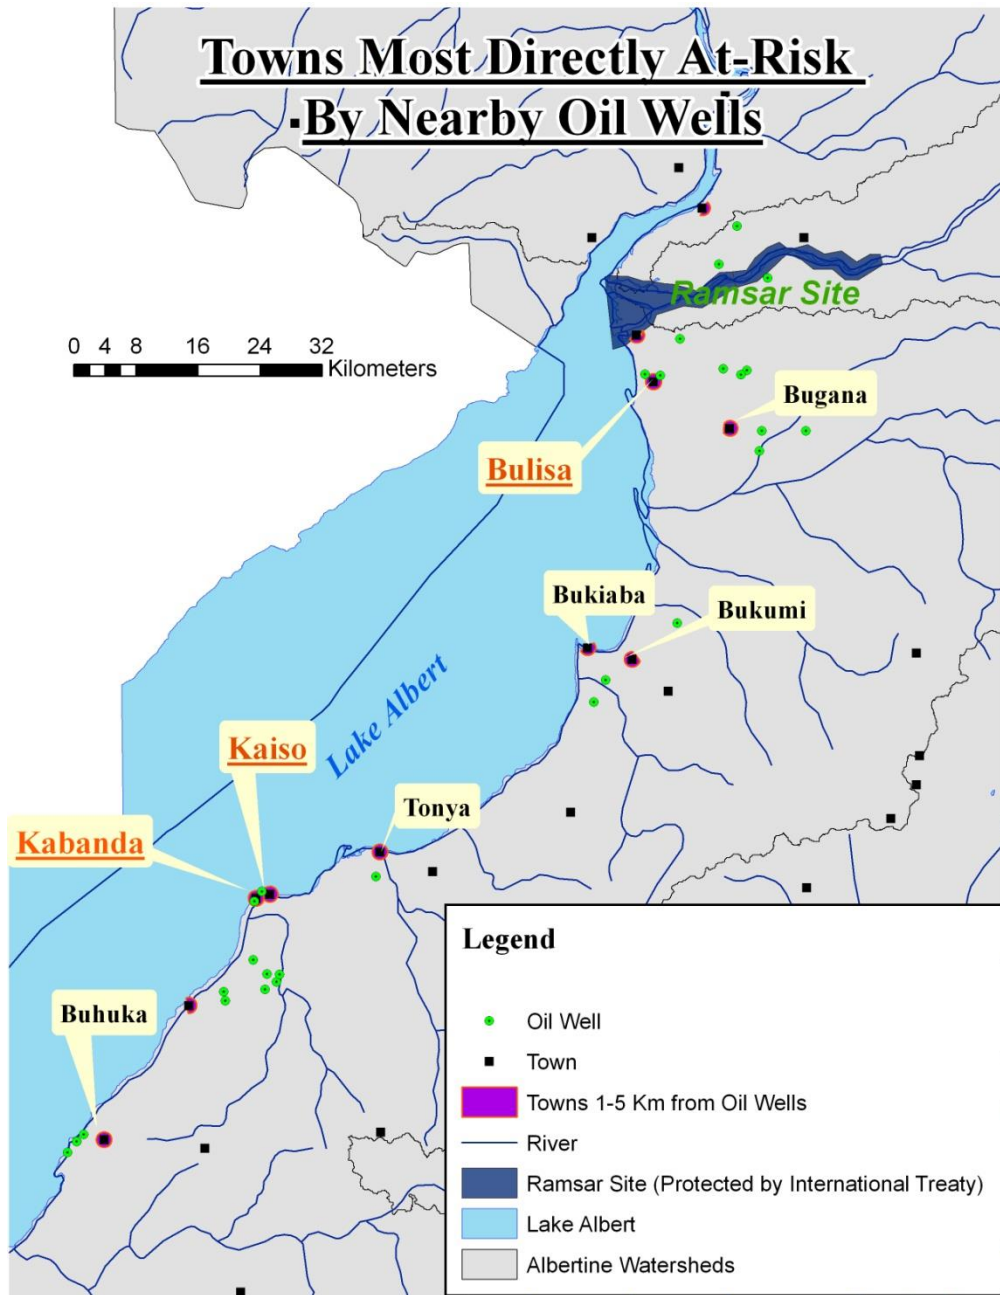 Towns Most Directly At-Risk
By Nearby Oil Wells
Ramsar Site
0 4 8 16 24 32
Kilometers
Bugana
Bulisa
Bukiaba
Bukumi
Lake Albert
Kaiso
Tonya
Kabanda
Buhuka
Legend
Oil Well
Town
Towns 1-5 Km from Oil Wells
River
Ramsar Site (Protected by International Treaty)
Lake Albert
Albertine Watersheds